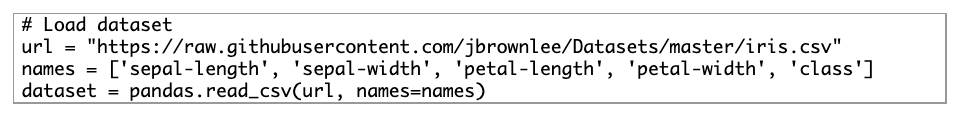 # Load dataset
url = "https://raw.githubusercontent.com/jbrownlee/Datasets/master/iris.csv"
names = ['sepal-length', 'sepal-width', 'petal-length', 'petal-width', 'class']
dataset = pandas.read_csv(url, names=names)